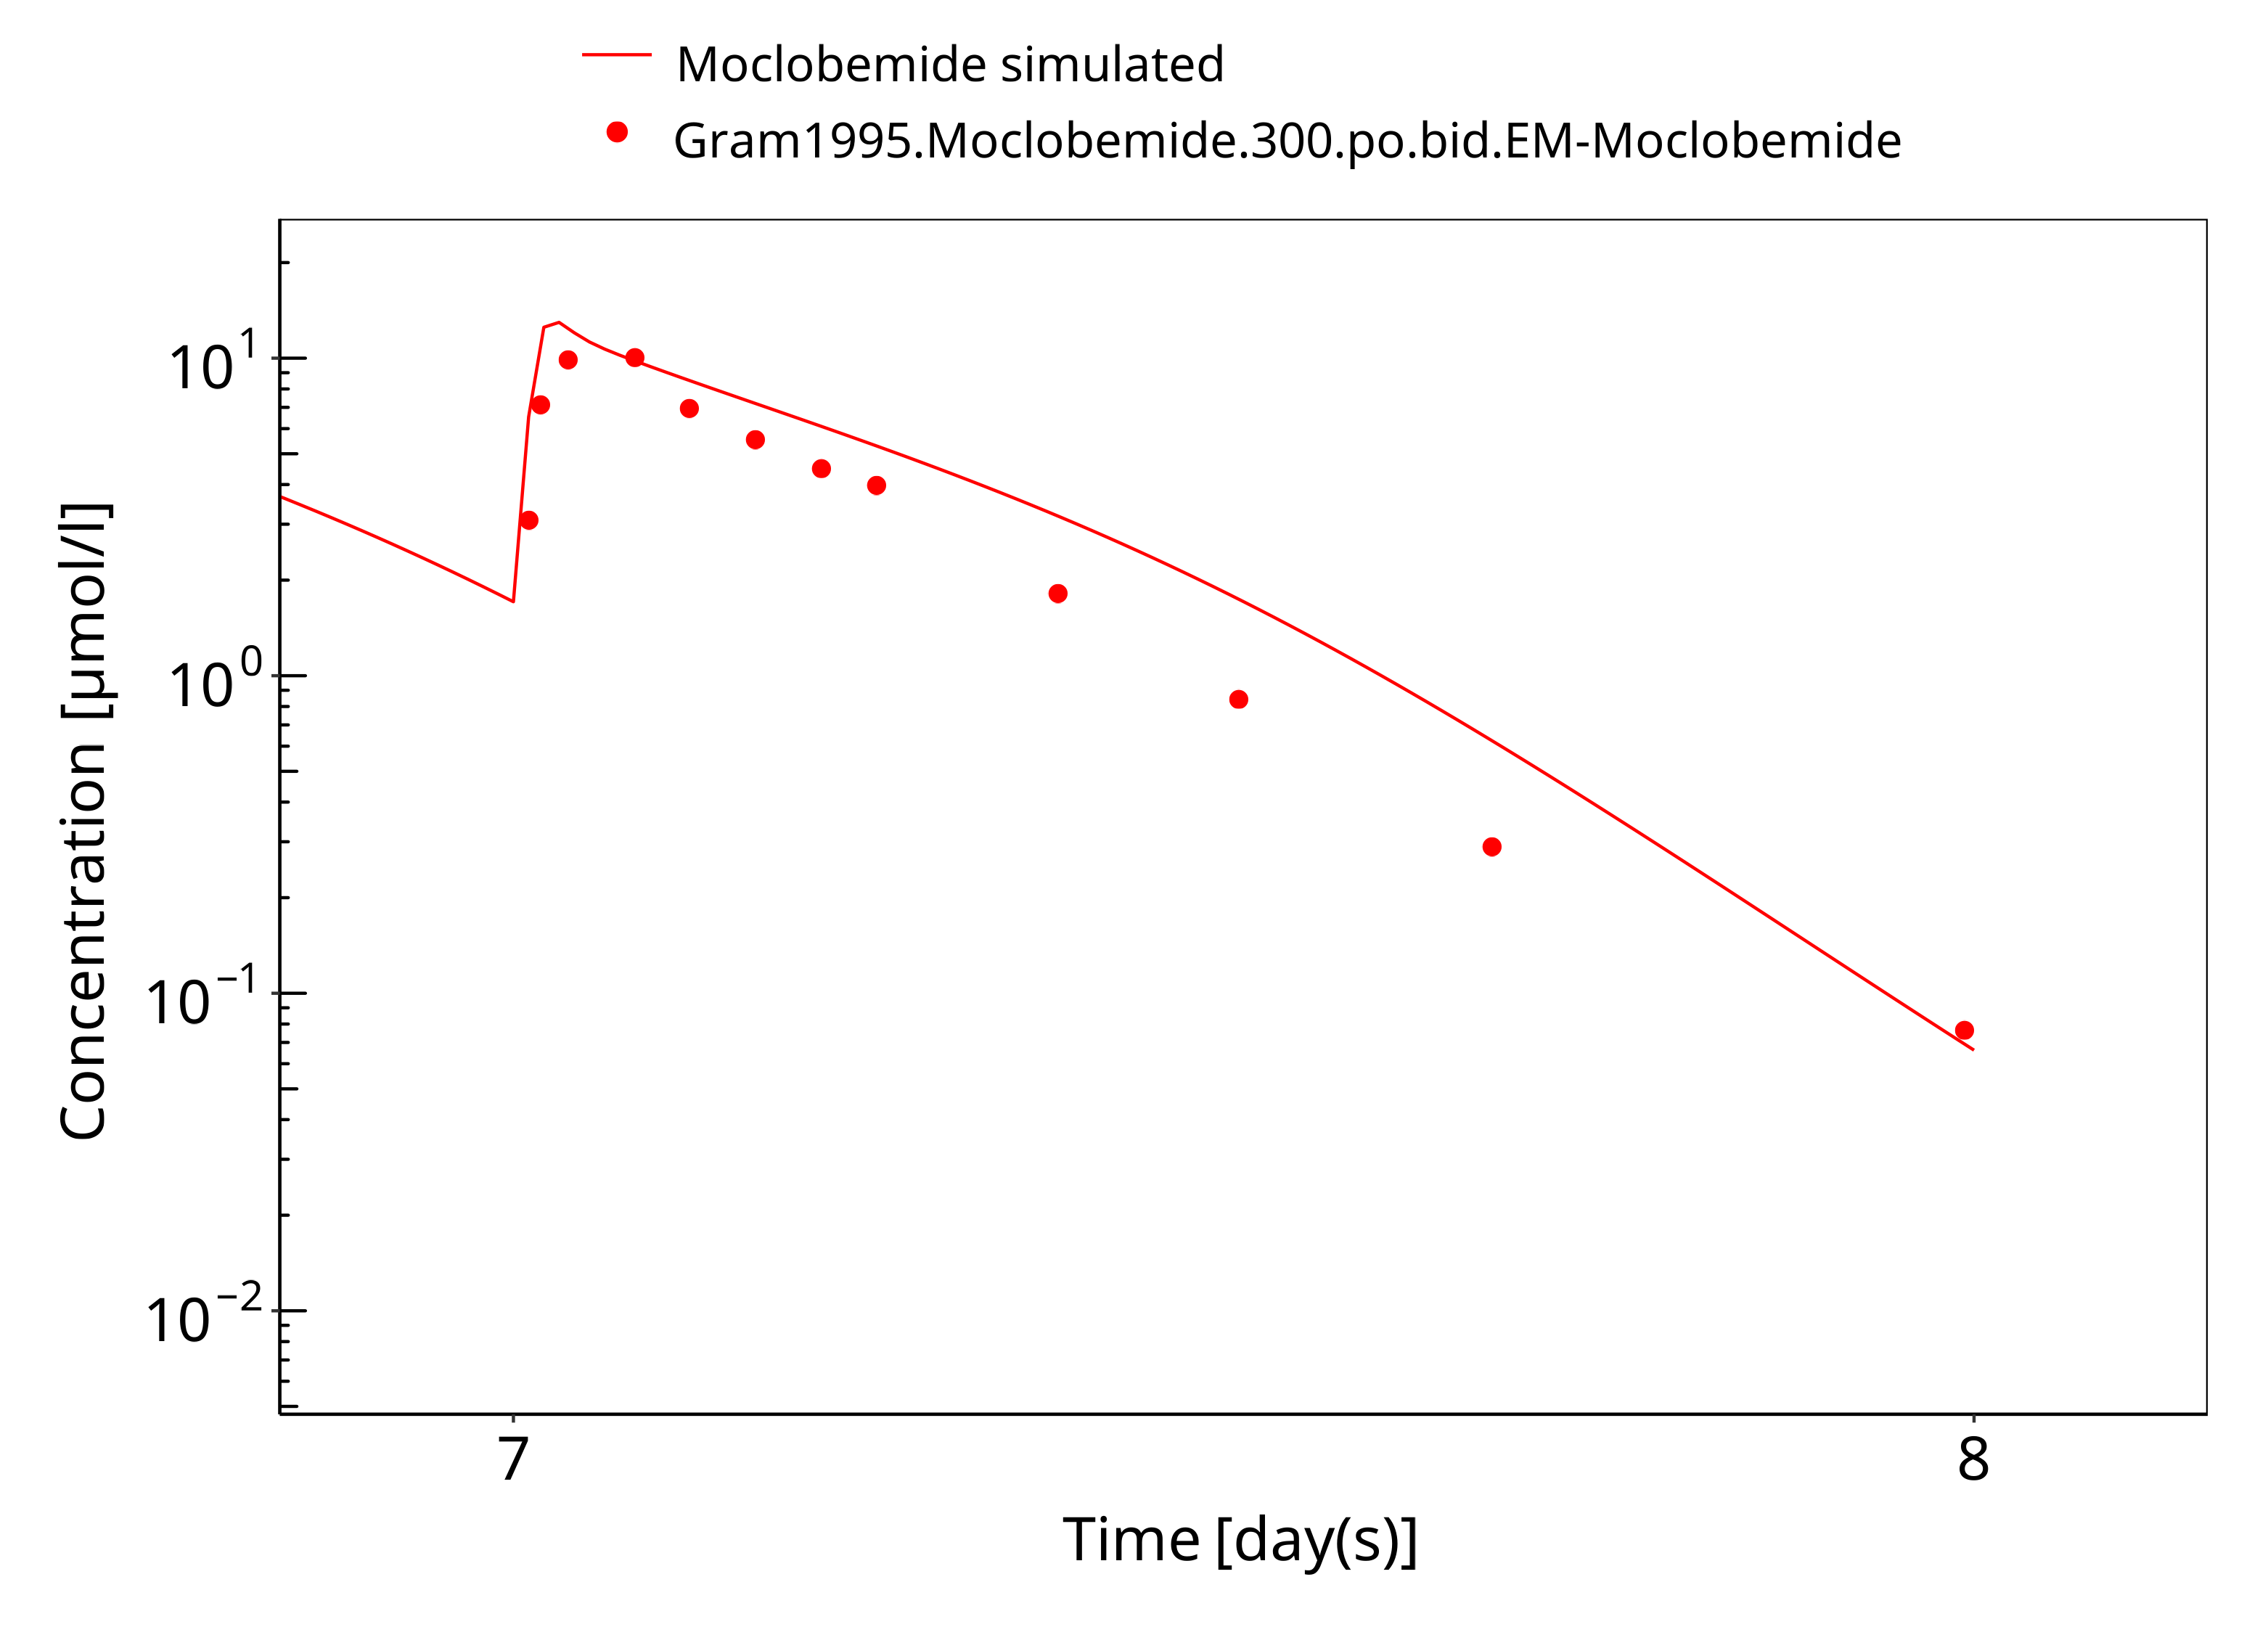 Moclobemide simulated
Gram1995.Moclobemide.300.po.bid.EM-Moclobemide
Concentration [µmol/l]
10^1
10^0
10^−1
10^−2
7
8
Time [day(s)]